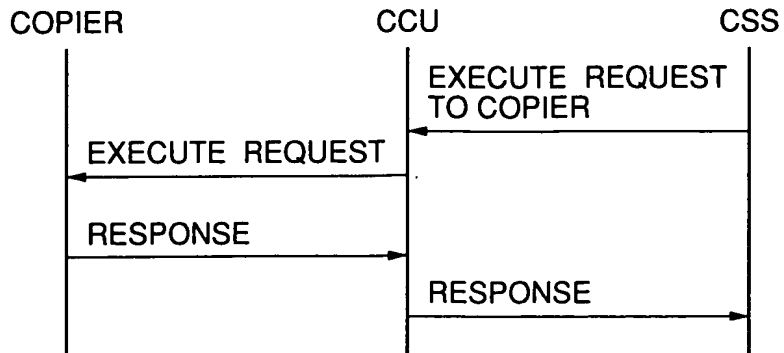 COPIER CCU CSS
EXECUTE REQUEST
TO COPIER
EXECUTE REQUEST
RESPONSE
RESPONSE